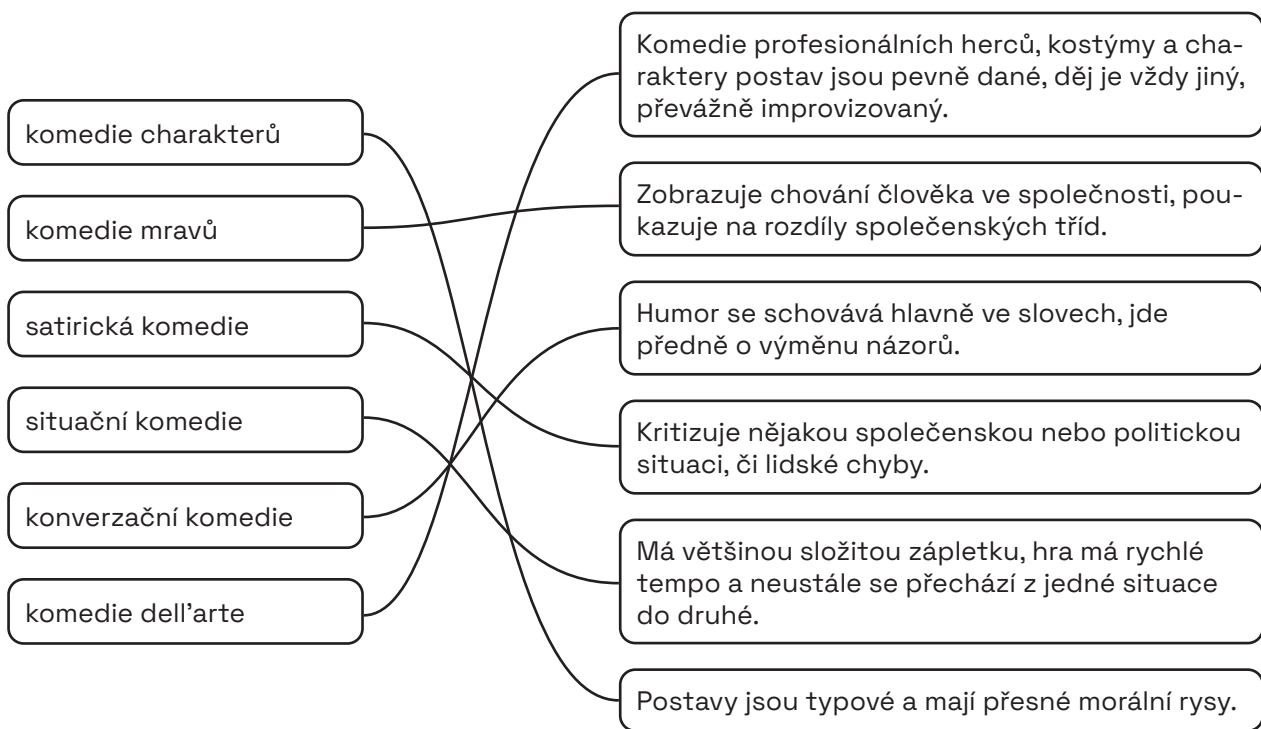 komedie charakterů
komedie mravů
satirická komedie
situační komedie
konverzační komedie
komedie dell'arte
Komedie profesionálních herců, kostýmy a cha-
raktery postav jsou pevně dané, děj je vždy jiný,
převážně improvizovaný.
Zobrazuje chování člověka ve společnosti, pou-
kazuje na rozdíly společenských tříd.
Humor se schovává hlavně ve slovech, jde
předně o výměnu názorů.
Kritizuje nějakou společenskou nebo politickou
situaci, či lidské chyby.
Má většinou složitou zápletku, hra má rychlé
tempo a neustále se přechází z jedné situace
do druhé.
Postavy jsou typové a mají přesné morální rysy.